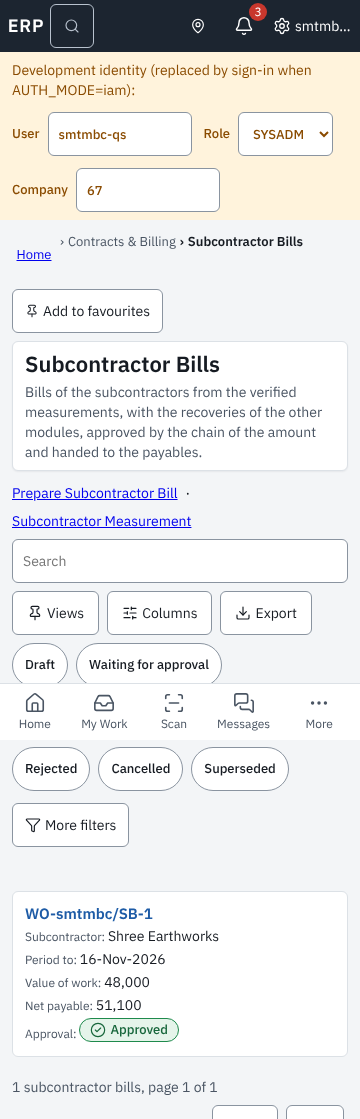 ERP
3
smtmb...
Development identity (replaced by sign-in when
AUTH_MODE=iam):
User smtmbc-qs Role SYSADM
Company 67
Home › Contracts & Billing › Subcontractor Bills
Add to favourites
Subcontractor Bills
Bills of the subcontractors from the verified
measurements, with the recoveries of the other
modules, approved by the chain of the amount
and handed to the payables.
Prepare Subcontractor Bill ·
Subcontractor Measurement
Search
Views Columns Export
Draft Waiting for approval
Home My Work Scan Messages More
Rejected Cancelled Superseded
More filters
WO-smtmbc/SB-1
Subcontractor: Shree Earthworks
Period to: 16-Nov-2026
Value of work: 48,000
Net payable: 51,100
Approval: Approved
1 subcontractor bills, page 1 of 1